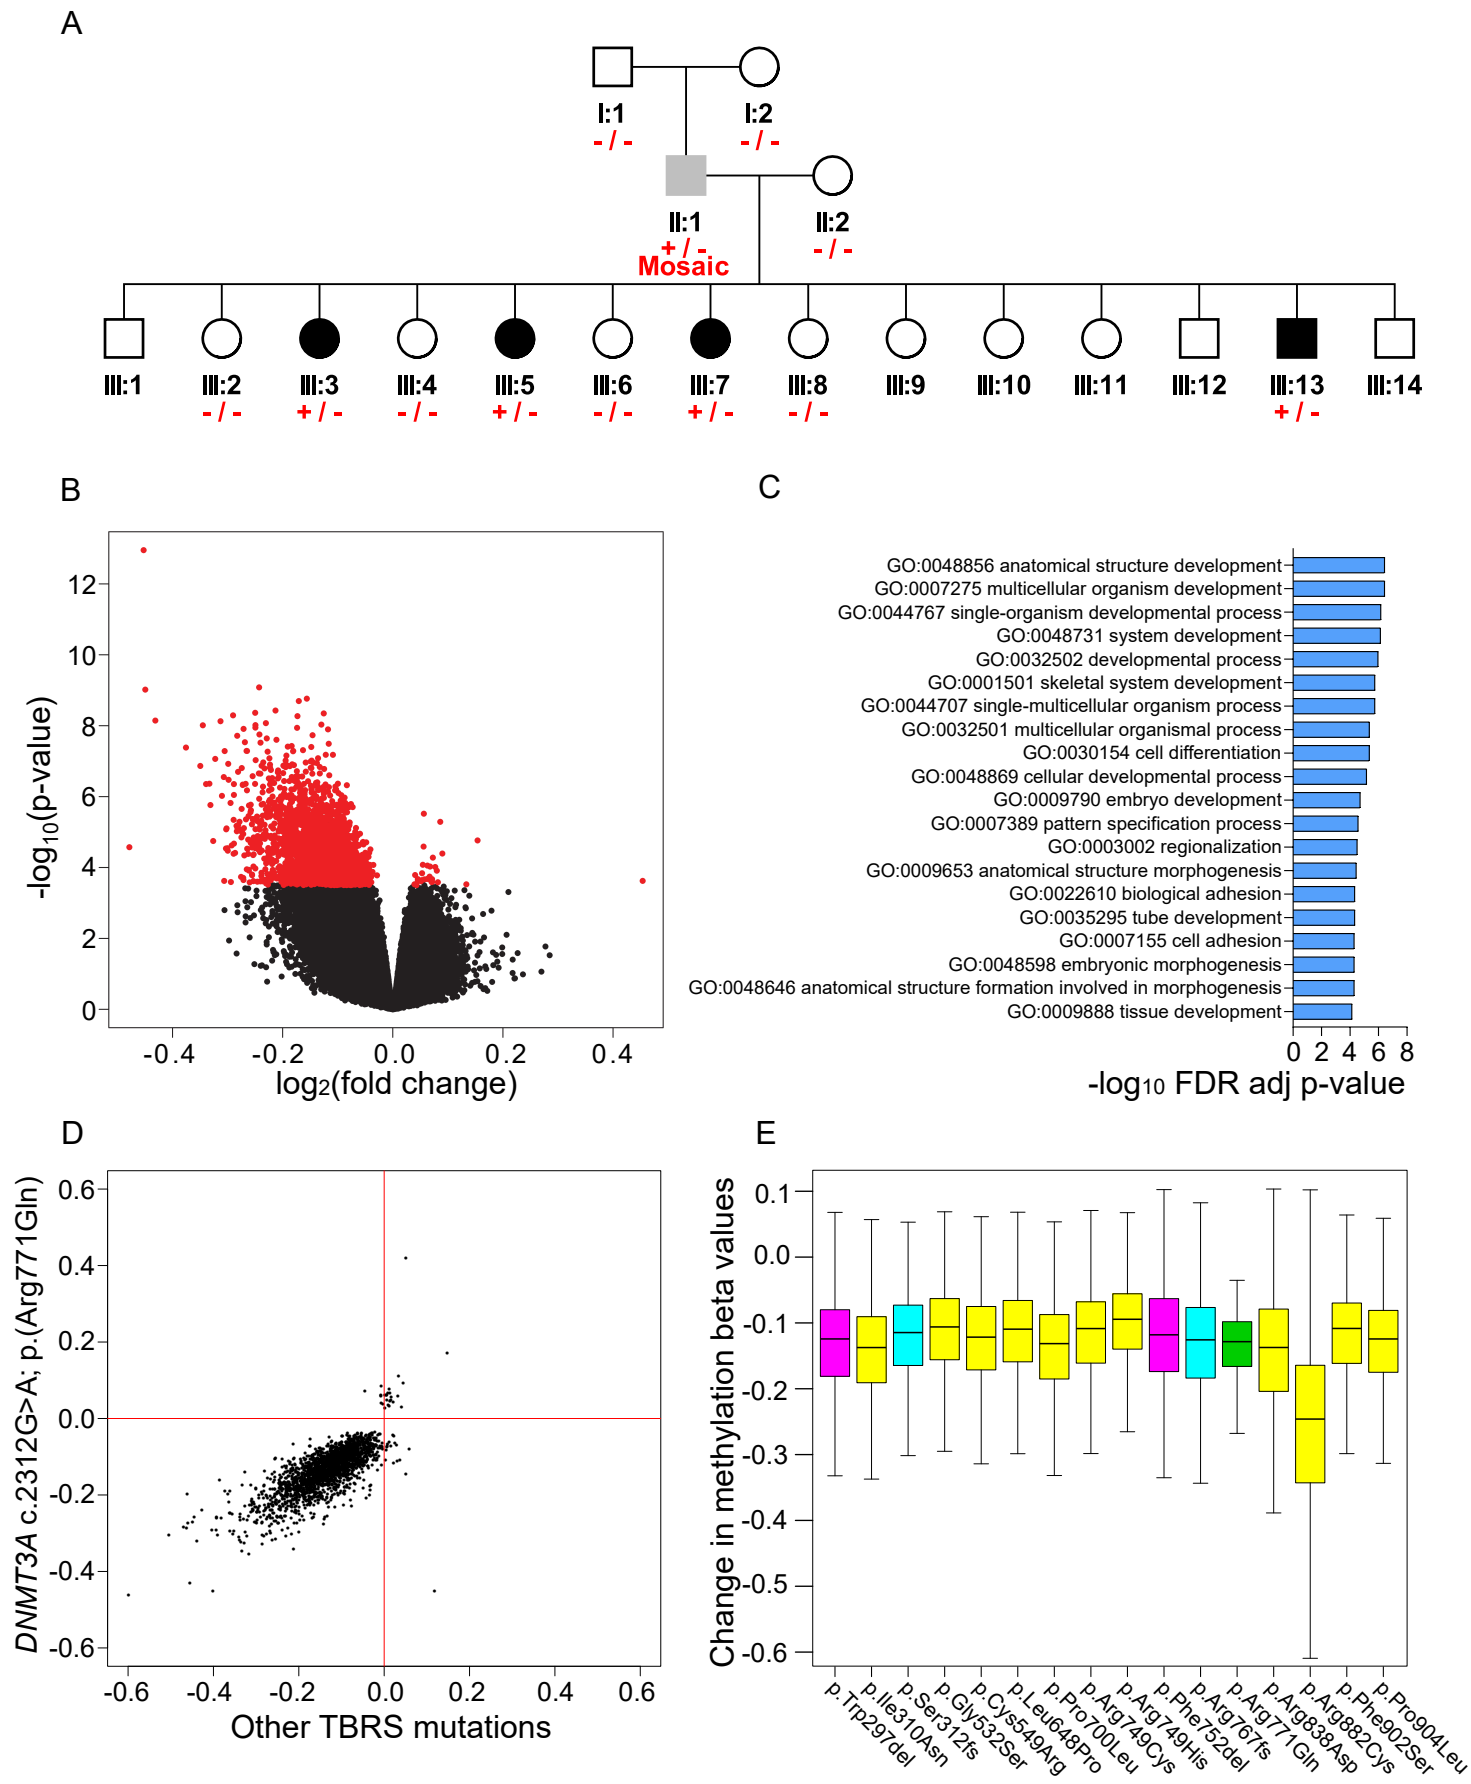 A
I:1 I:2
- / - - / -
II:1 II:2
+ / - - / -
Mosaic
III:1 III:2 III:3 III:4 III:5 III:6 III:7 III:8 III:9 III:10 III:11 III:12 III:13 III:14
- / - + / - - / - + / - - / - + / - - / - + / -
B
-log10(p-value)
12
10
8
6
4
2
0
-0.4 -0.2 0.0 0.2 0.4
log2(fold change)
C
GO:0048856 anatomical structure development
GO:0007275 multicellular organism development
GO:0044767 single-organism developmental process
GO:0048731 system development
GO:0032502 developmental process
GO:0001501 skeletal system development
GO:0044707 single-multicellular organism process
GO:0032501 multicellular organismal process
GO:0030154 cell differentiation
GO:0048869 cellular developmental process
GO:0009790 embryo development
GO:0007389 pattern specification process
GO:0003002 regionalization
GO:0009653 anatomical structure morphogenesis
GO:0022610 biological adhesion
GO:0035295 tube development
GO:0007155 cell adhesion
GO:0048598 embryonic morphogenesis
GO:0048646 anatomical structure formation involved in morphogenesis
GO:0009888 tissue development
0 2 4 6 8
-log10 FDR adj p-value
D
DNMT3A c.2312G>A; p.(Arg771Gln)
0.6
0.4
0.2
0.0
-0.2
-0.4
-0.6
-0.6 -0.4 -0.2 0.0 0.2 0.4 0.6
Other TBRS mutations
E
Change in methylation beta values
0.1
0.0
-0.1
-0.2
-0.3
-0.4
-0.5
-0.6
p.Trp297del
p.Ile310Asn
p.Ser312fs
p.Gly532Ser
p.Cys549Arg
p.Leu648Pro
p.Pro700Leu
p.Arg749Cys
p.Arg749His
p.Phe752del
p.Arg767fs
p.Arg771Gln
p.Arg838Asp
p.Arg882Cys
p.Phe902Ser
p.Pro904Leu